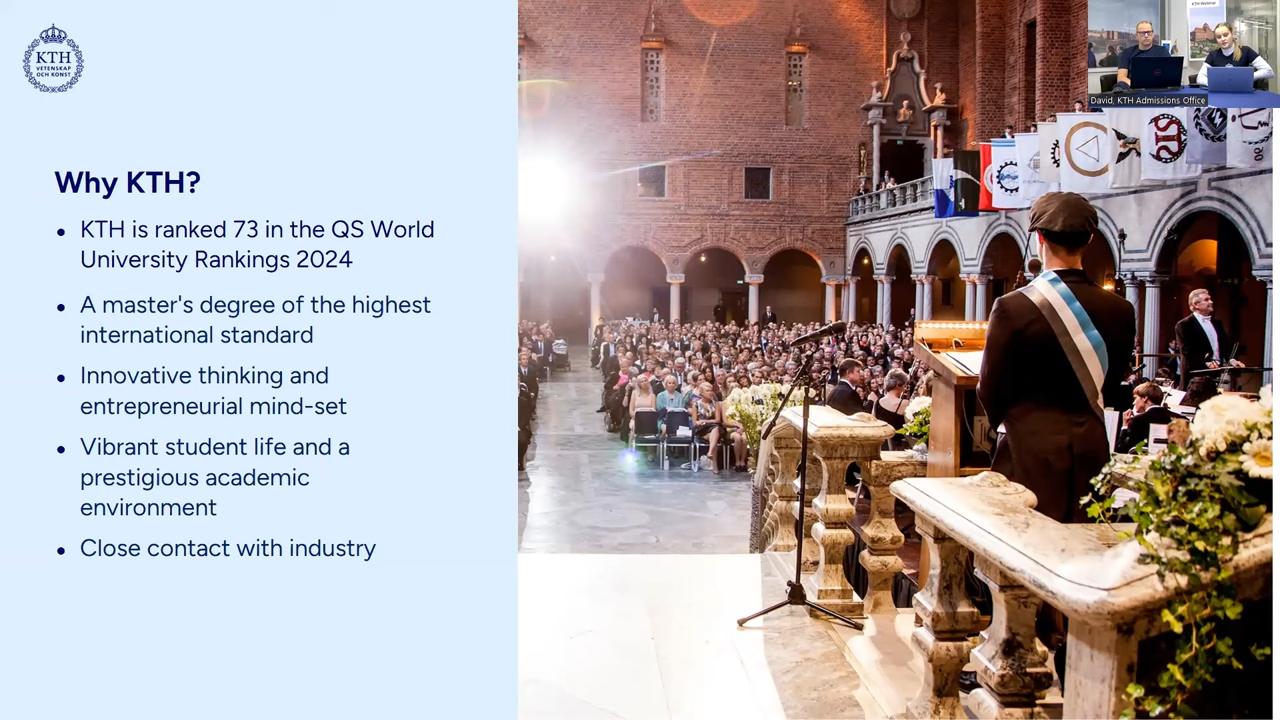 KTH
VETENSKAP
OCH KONST
Why KTH?
• KTH is ranked 73 in the QS World
University Rankings 2024
• A master's degree of the highest
international standard
• Innovative thinking and
entrepreneurial mind-set
• Vibrant student life and a
prestigious academic
environment
• Close contact with industry
KTH Webinar
David, KTH Admissions Office